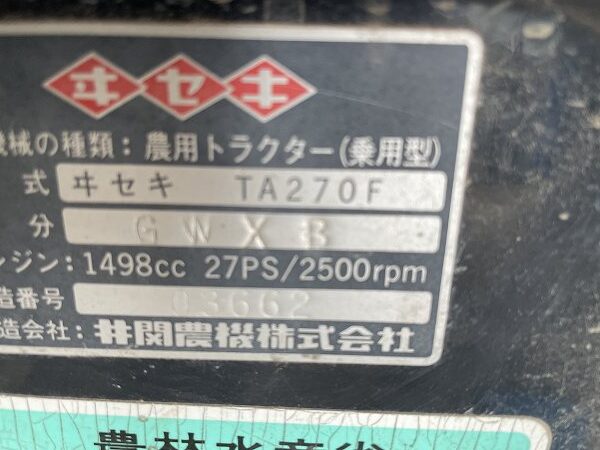 ヰセキ
機械の種類: 農用トラクター(乗用型)
式 ヰセキ TA270F
分 GWXB
ンジン: 1498cc 27PS/2500rpm
造番号 03662
造会社: 井関農機株式会社
農林水産省